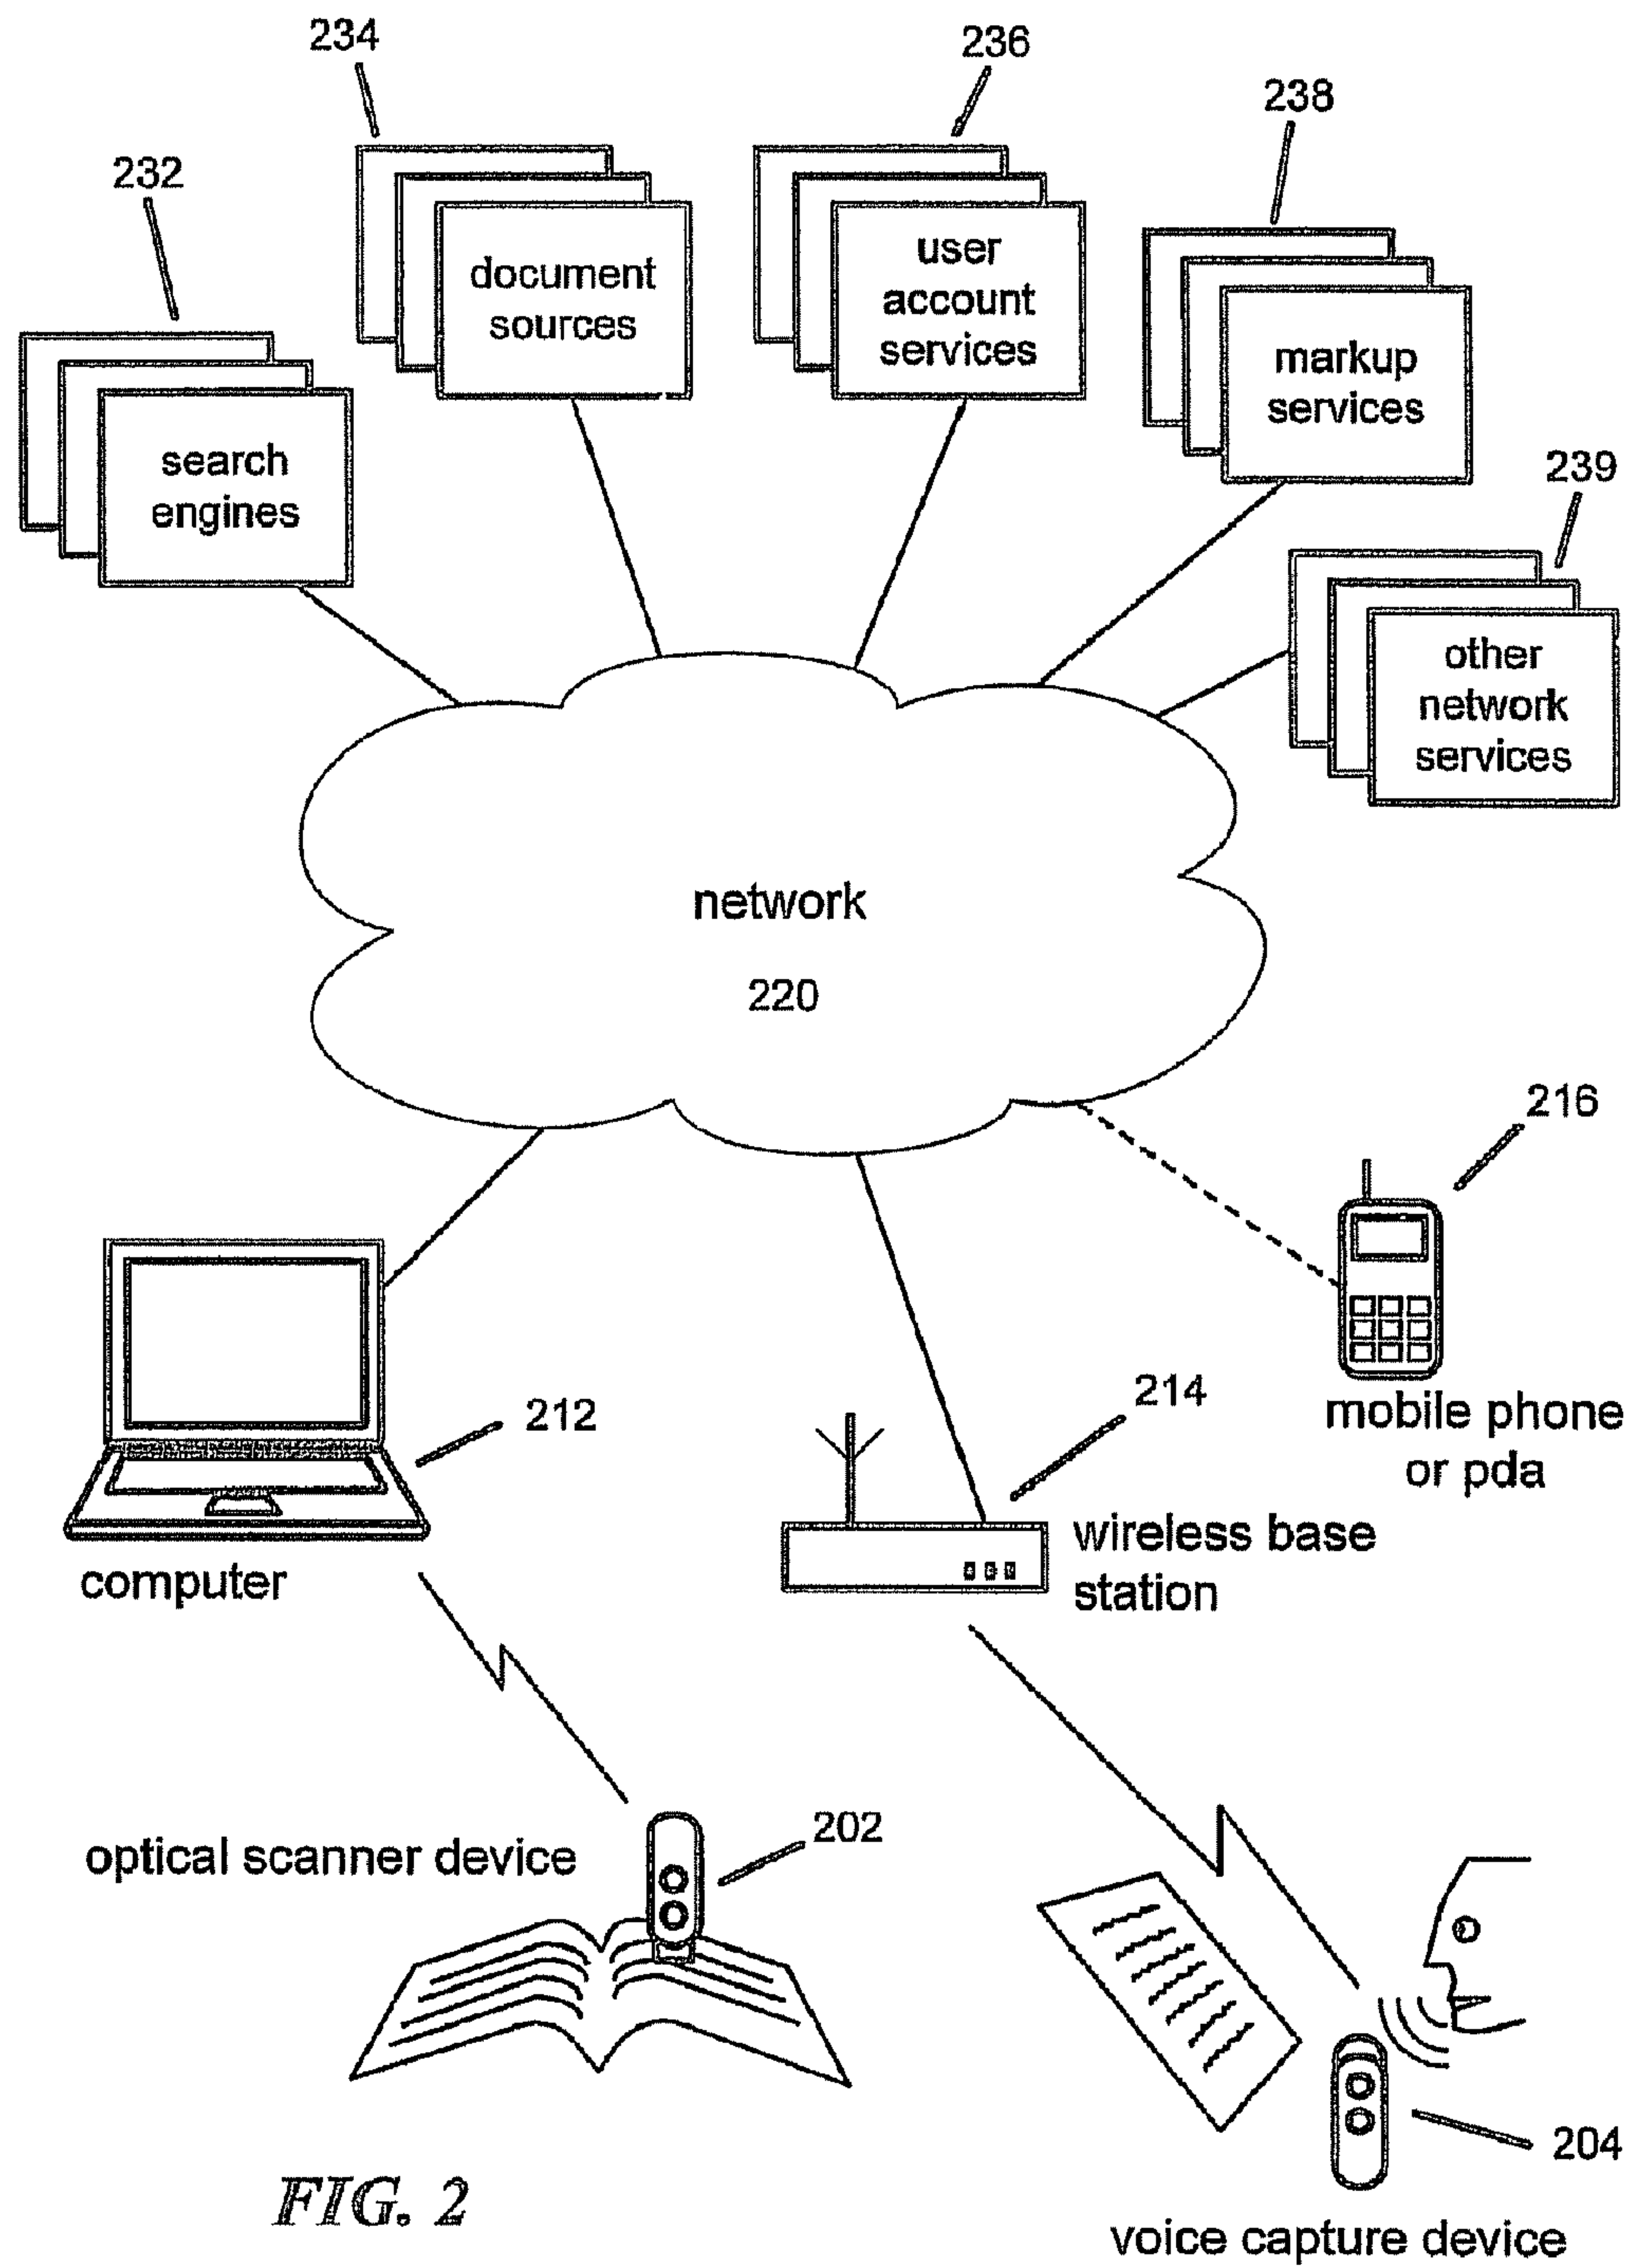 234
236
238
232
document
sources
user
account
services
markup
services
239
search
engines
other
network
services
network
220
216
212
214
mobile phone
or pda
wireless base
station
computer
202
optical scanner device
204
FIG. 2
voice capture device